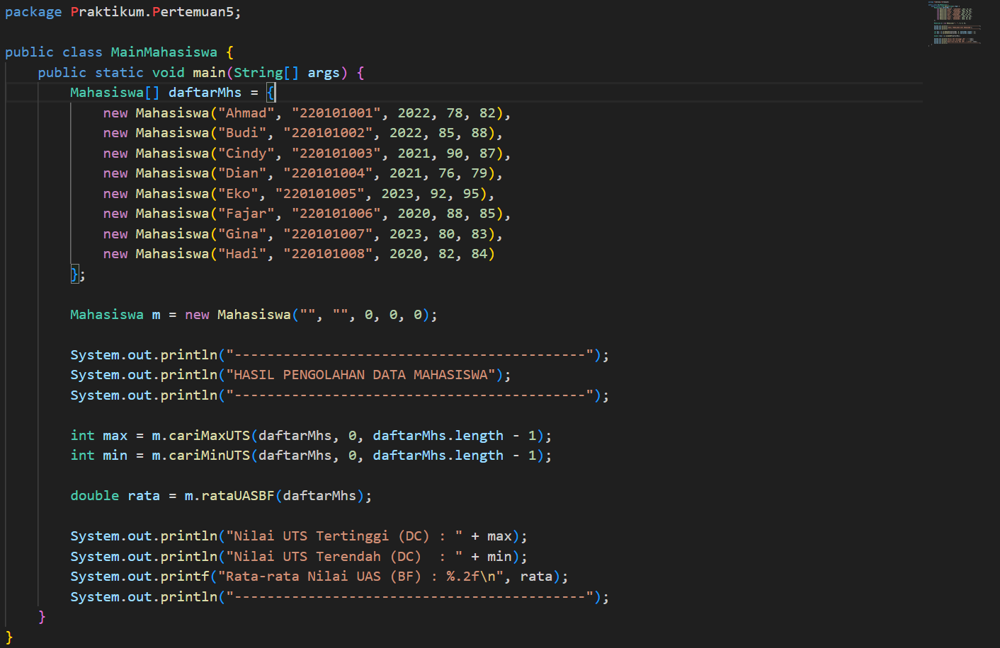 package Praktikum.Pertemuan5;

public class MainMahasiswa {
    public static void main(String[] args) {
        Mahasiswa[] daftarMhs = {
            new Mahasiswa("Ahmad", "220101001", 2022, 78, 82),
            new Mahasiswa("Budi", "220101002", 2022, 85, 88),
            new Mahasiswa("Cindy", "220101003", 2021, 90, 87),
            new Mahasiswa("Dian", "220101004", 2021, 76, 79),
            new Mahasiswa("Eko", "220101005", 2023, 92, 95),
            new Mahasiswa("Fajar", "220101006", 2020, 88, 85),
            new Mahasiswa("Gina", "220101007", 2023, 80, 83),
            new Mahasiswa("Hadi", "220101008", 2020, 82, 84)
        };

        Mahasiswa m = new Mahasiswa("", "", 0, 0, 0);

        System.out.println("-------------------------------------------");
        System.out.println("HASIL PENGOLAHAN DATA MAHASISWA");
        System.out.println("-------------------------------------------");

        int max = m.cariMaxUTS(daftarMhs, 0, daftarMhs.length - 1);
        int min = m.cariMinUTS(daftarMhs, 0, daftarMhs.length - 1);

        double rata = m.rataUASBF(daftarMhs);

        System.out.println("Nilai UTS Tertinggi (DC) : " + max);
        System.out.println("Nilai UTS Terendah (DC)  : " + min);
        System.out.printf("Rata-rata Nilai UAS (BF) : %.2f\n", rata);
        System.out.println("-------------------------------------------");
    }
}